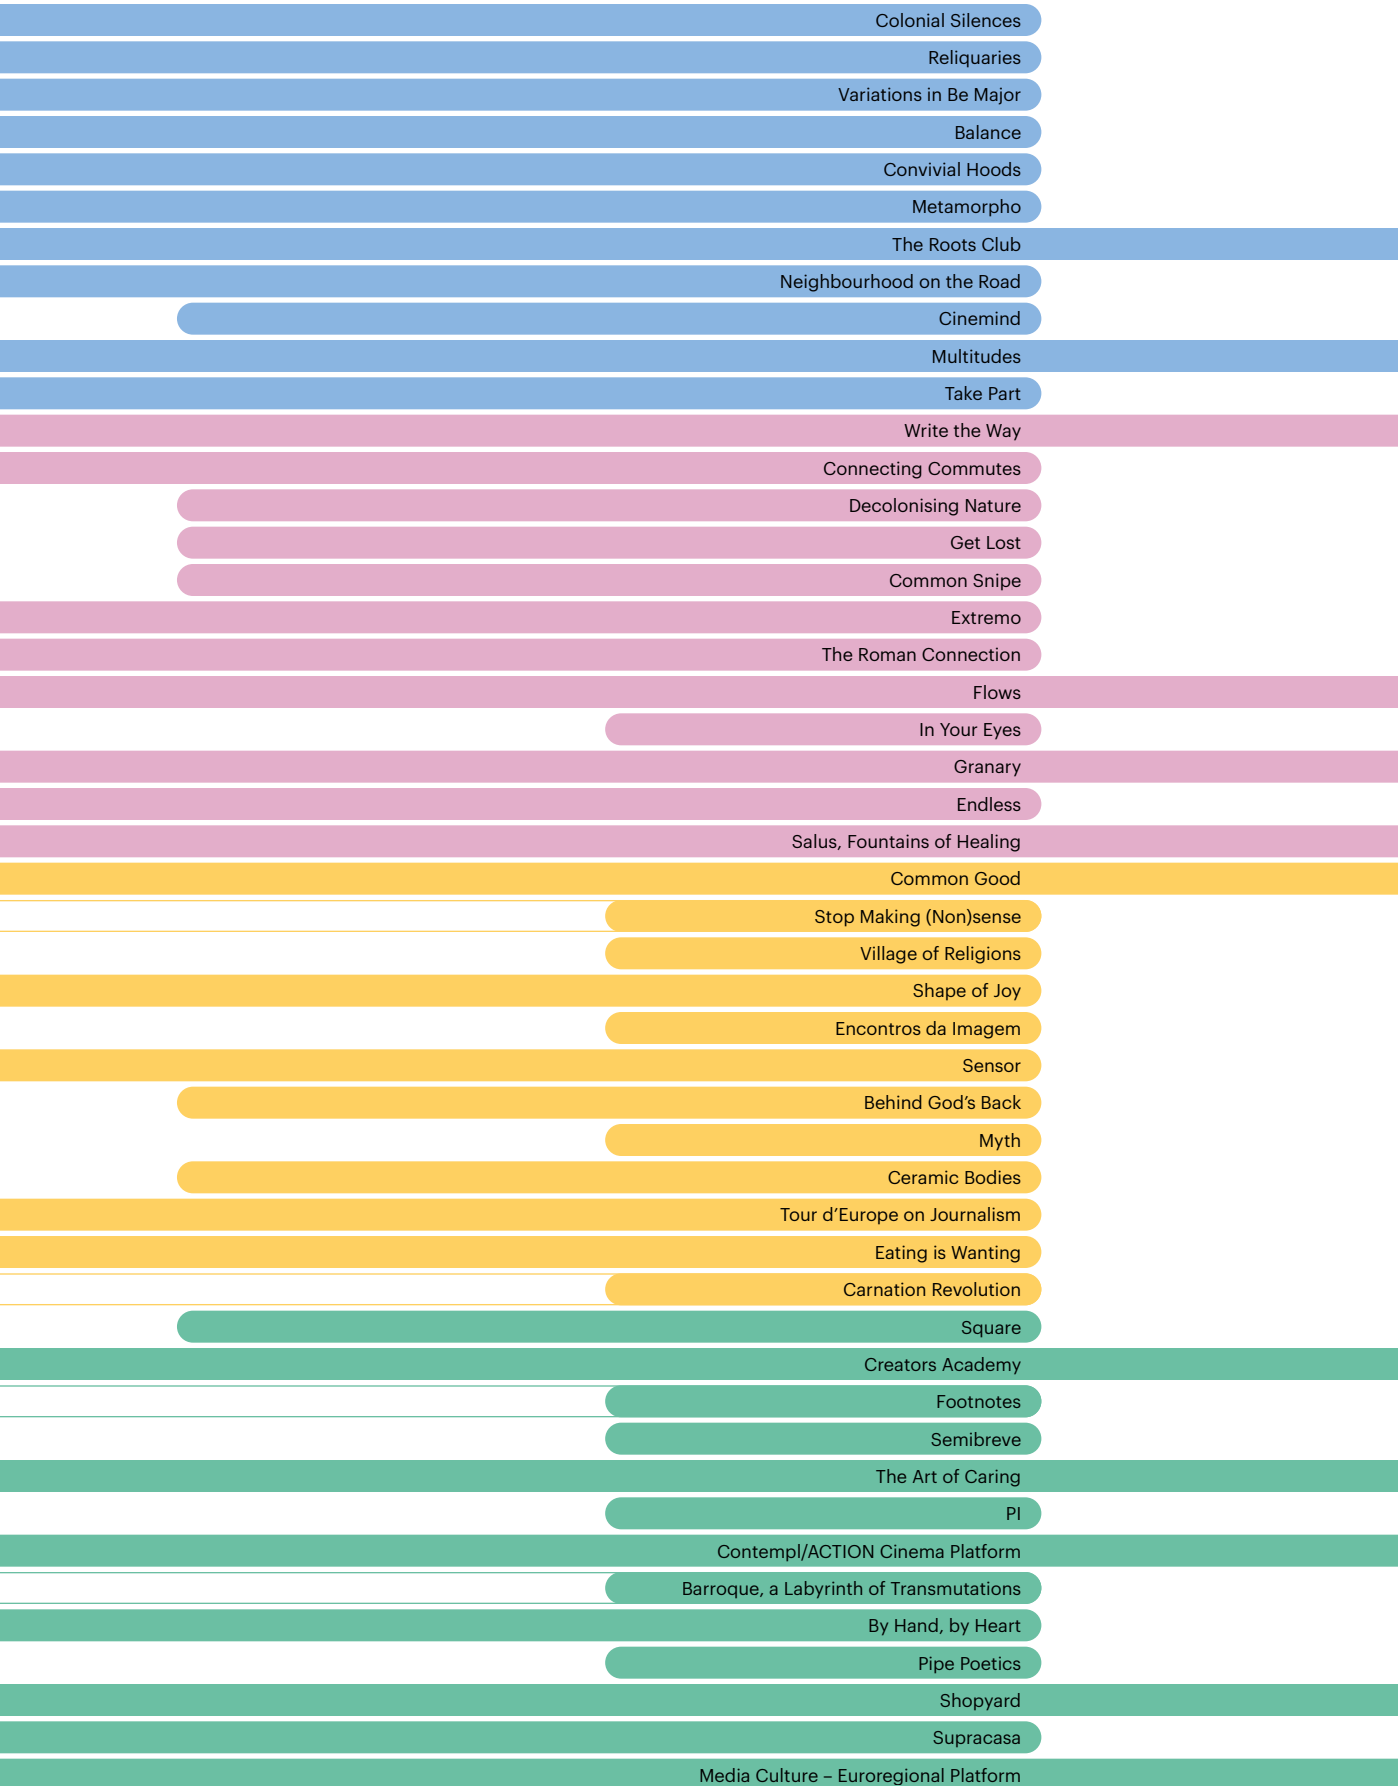 Colonial Silences
Reliquaries
Variations in Be Major
Balance
Convivial Hoods
Metamorpho
The Roots Club
Neighbourhood on the Road
Cinemind
Multitudes
Take Part
Write the Way
Connecting Commutes
Decolonising Nature
Get Lost
Common Snipe
Extremo
The Roman Connection
Flows
In Your Eyes
Granary
Endless
Salus, Fountains of Healing
Common Good
Stop Making (Non)sense
Village of Religions
Shape of Joy
Encontros da Imagem
Sensor
Behind God’s Back
Myth
Ceramic Bodies
Tour d’Europe on Journalism
Eating is Wanting
Carnation Revolution
Square
Creators Academy
Footnotes
Semibreve
The Art of Caring
PI
Contempl/ACTION Cinema Platform
Barroque, a Labyrinth of Transmutations
By Hand, by Heart
Pipe Poetics
Shopyard
Supracasa
Media Culture – Euroregional Platform